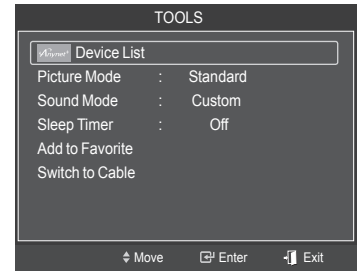 TOOLS
Anynet+ Device List
Picture Mode : Standard
Sound Mode : Custom
Sleep Timer : Off
Add to Favorite
Switch to Cable
Move Enter Exit